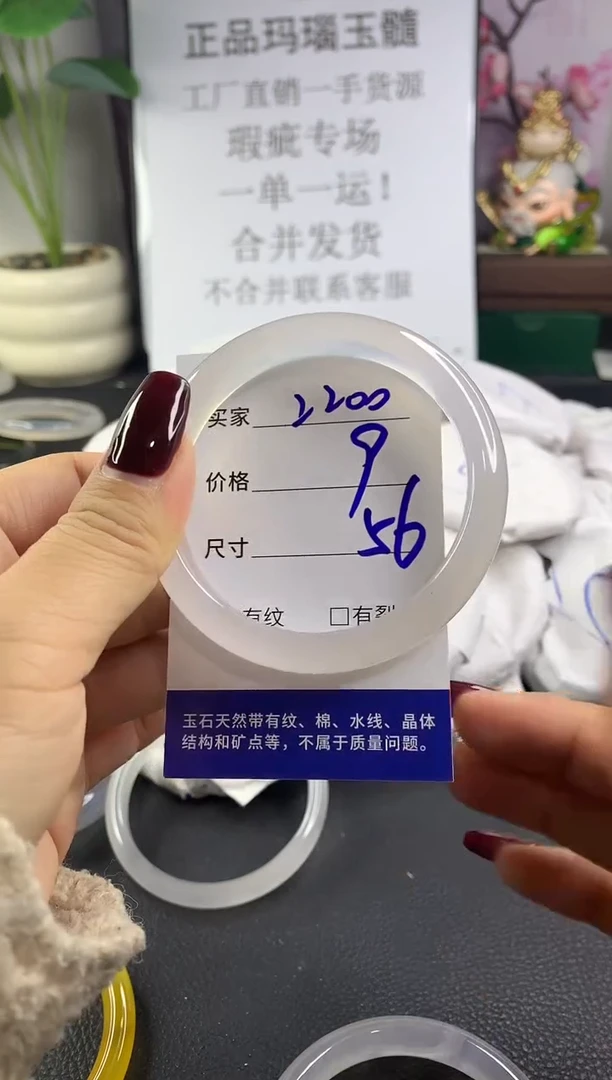 正品玛瑙玉髓
工厂直销一手货源
瑕疵专场
一单一运!
合并发货
不合并联系客服
买家 2200
价格 9
尺寸 56
有纹 □有裂
玉石天然带有纹、棉、水线、晶体
结构和矿点等，不属于质量问题。